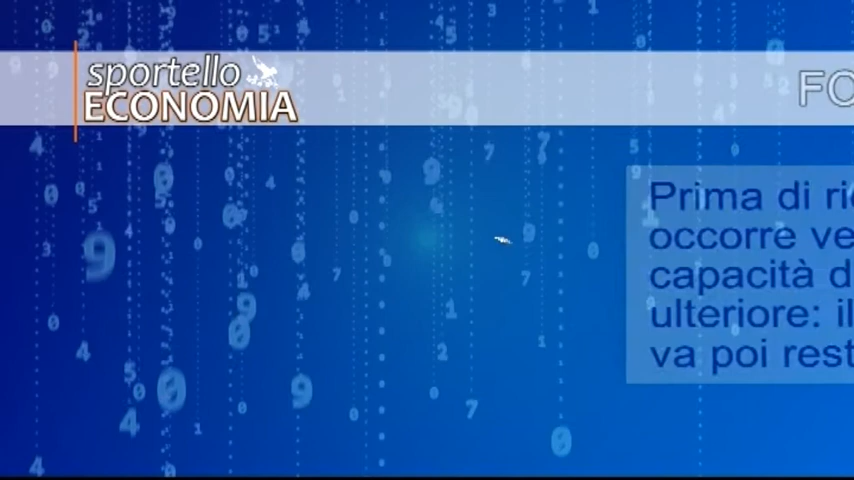 sportello
ECONOMIA
FO
Prima di ri
occorre ve
capacità d
ulteriore: il
va poi rest